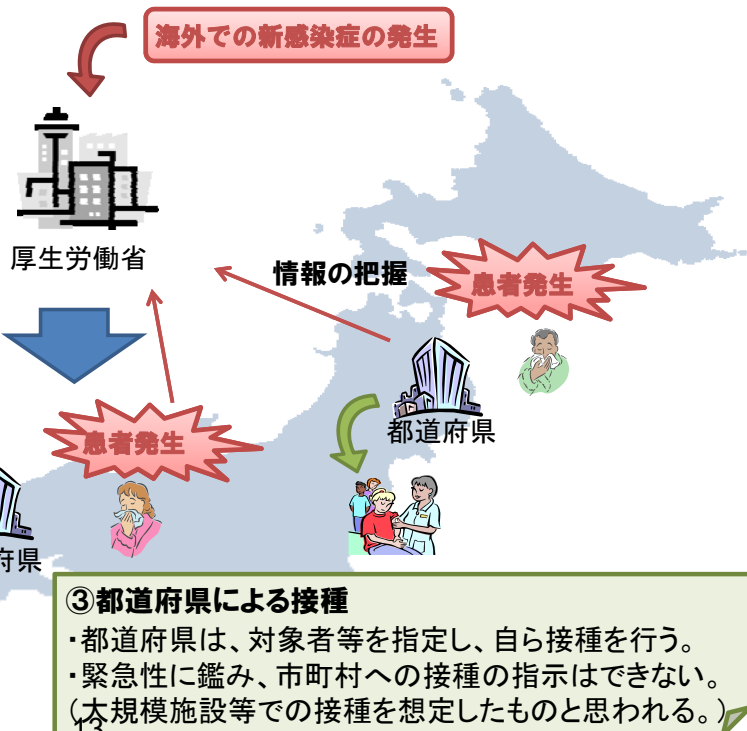 海外での新感染症の発生
厚生労働省
情報の把握
患者発生
都道府県
患者発生
府県
③都道府県による接種
・都道府県は、対象者等を指定し、自ら接種を行う。
・緊急性に鑑み、市町村への接種の指示はできない。
(大規模施設等での接種を想定したものと思われる。)
13